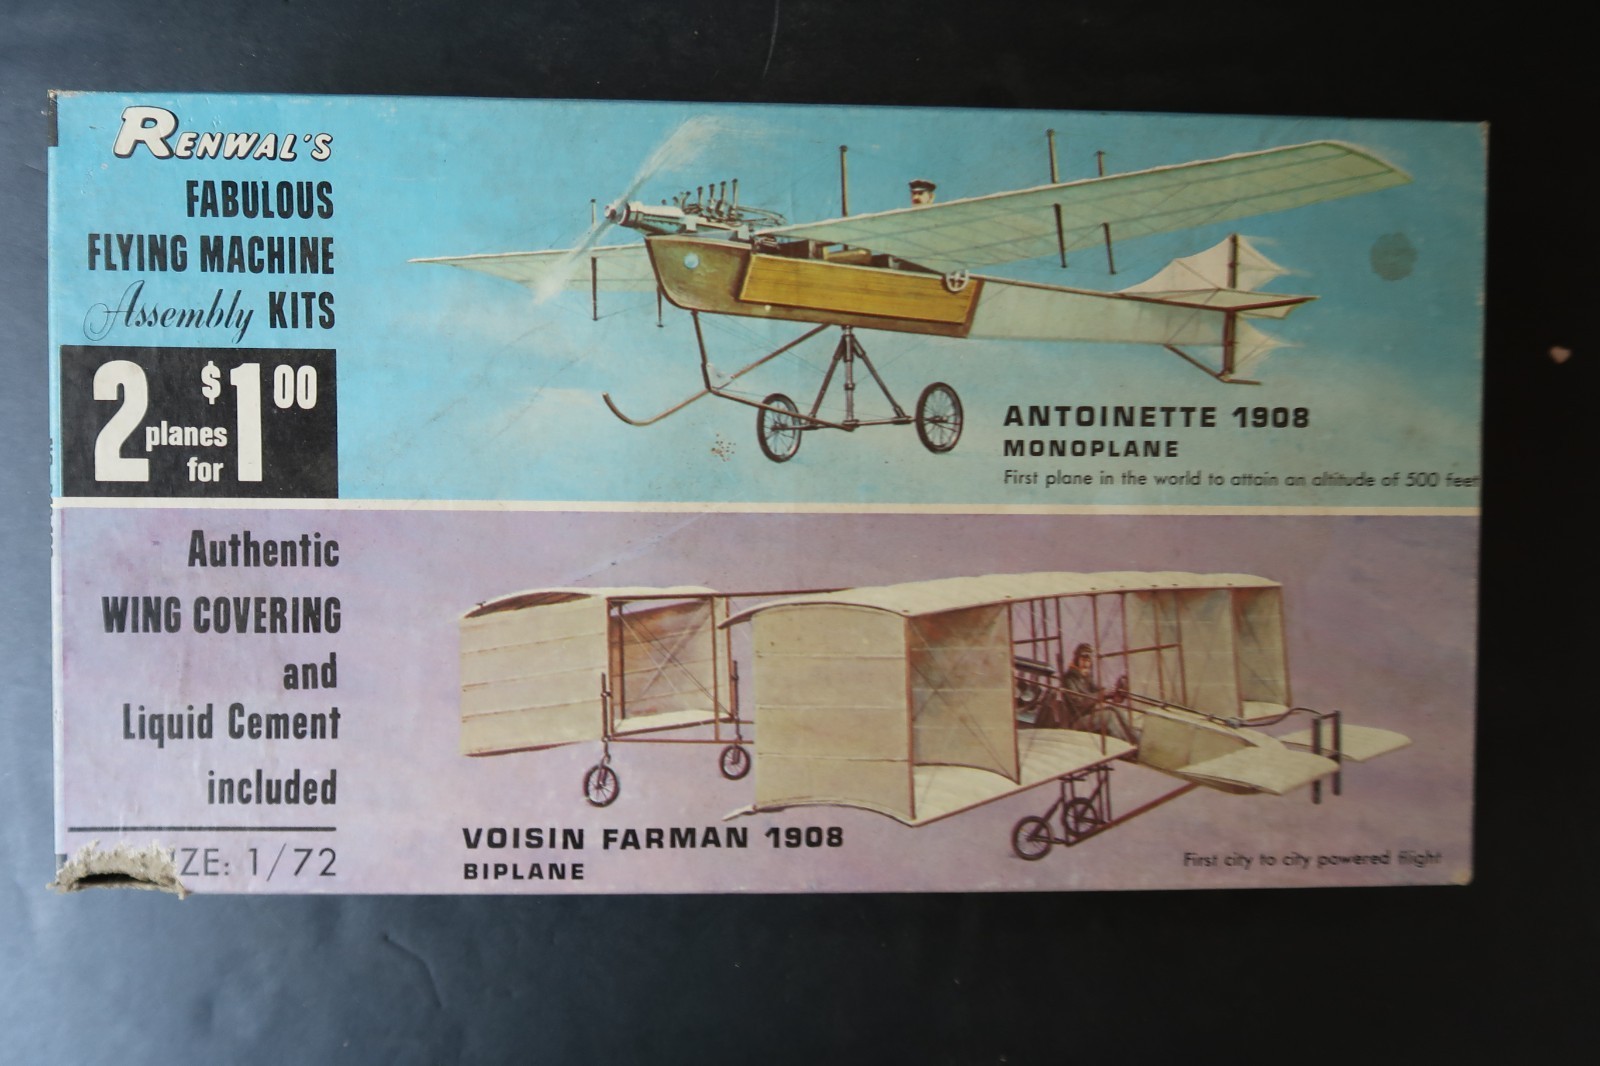 RENWAL'S
FABULOUS
FLYING MACHINE
Assembly KITS
2 planes for $1.00
ANTOINETTE 1908
MONOPLANE
First plane in the world to attain an altitude of 500 feet
Authentic
WING COVERING
and
Liquid Cement
included
ZE: 1/72
VOISIN FARMAN 1908
BIPLANE
First city to city powered flight